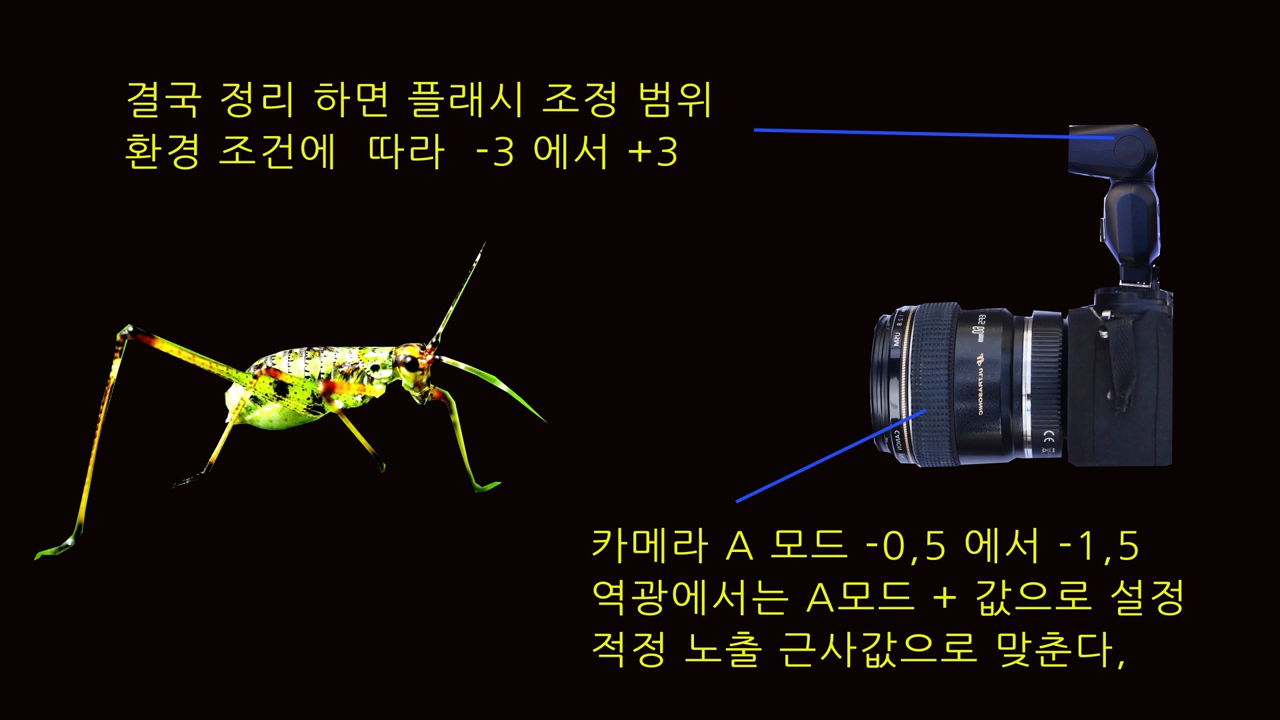 결국 정리 하면 플래시 조정 범위
환경 조건에  따라  -3 에서 +3
카메라 A 모드 -0,5 에서 -1,5
역광에서는 A모드 + 값으로 설정
적정 노출 근사값으로 맞춘다,